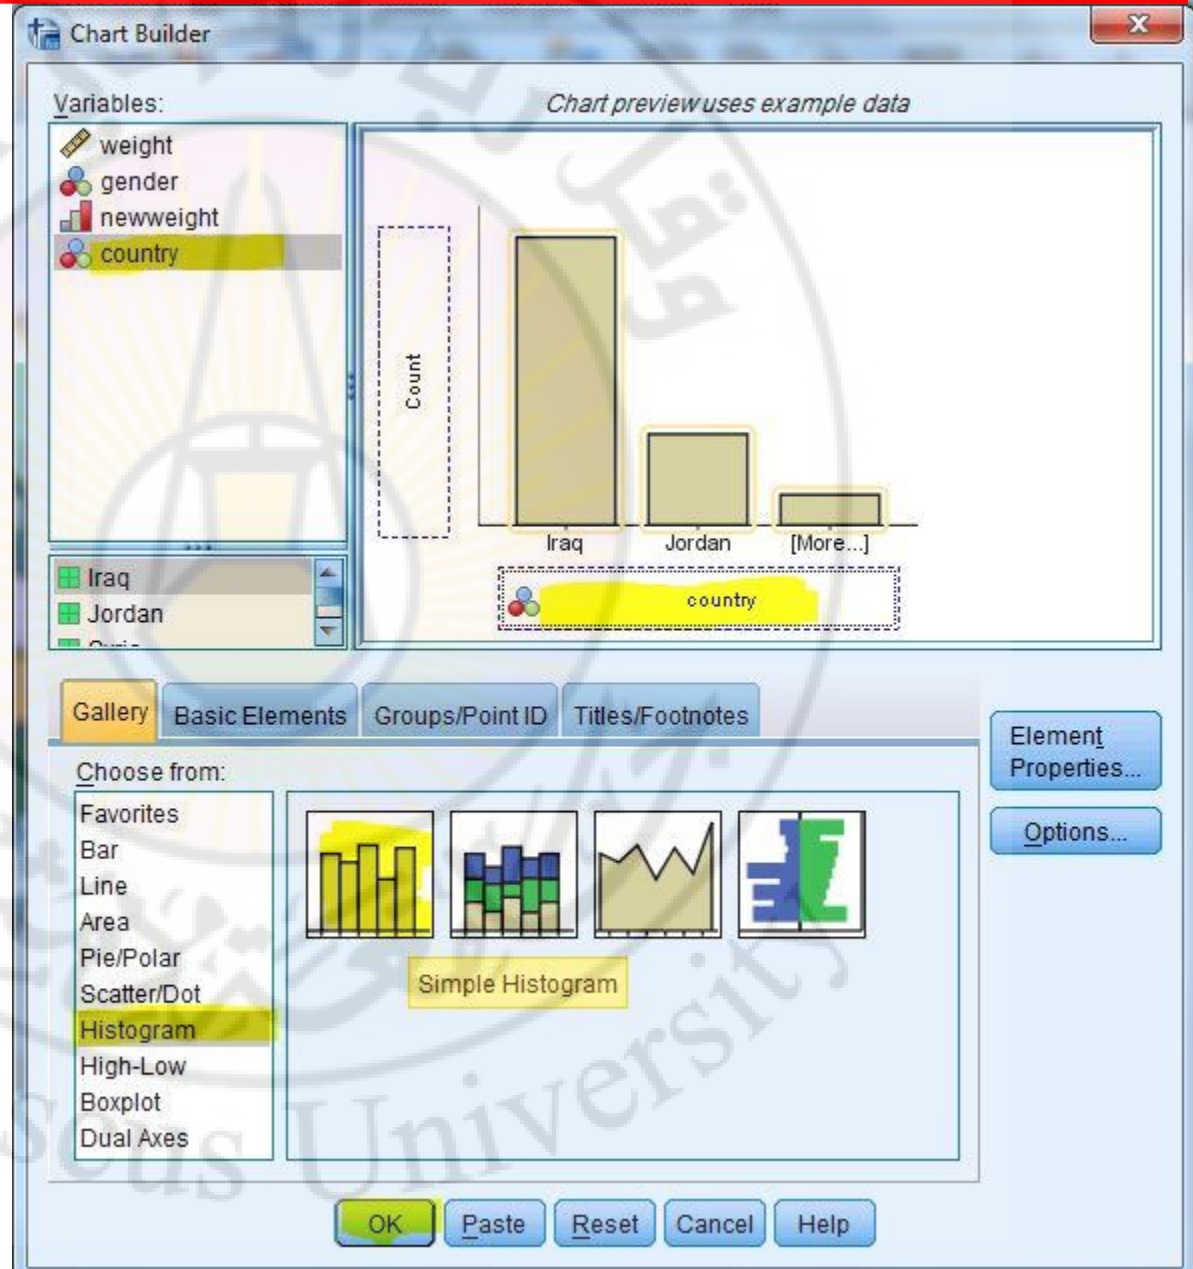 Chart Builder
Variables:
Chart preview uses example data
weight
gender
newweight
country
Count
Iraq
Jordan
[More...]
country
Iraq
Jordan
Gallery
Basic Elements
Groups/Point ID
Titles/Footnotes
Element Properties...
Options...
Choose from:
Favorites
Bar
Line
Area
Pie/Polar
Scatter/Dot
Histogram
High-Low
Boxplot
Dual Axes
Simple Histogram
OK
Paste
Reset
Cancel
Help
University